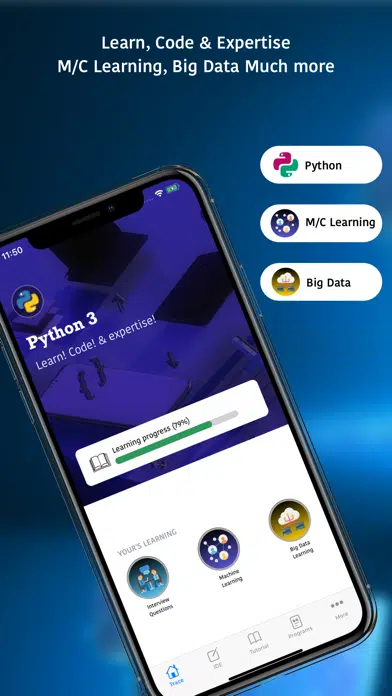 Learn, Code & Expertise
M/C Learning, Big Data Much more
Python
M/C Learning
Big Data
11:50
Python 3
Learn! Code! & expertise!
Learning progress (79%)
YOUR'S LEARNING
Interview
Questions
Machine
Learning
Big Data
Learning
Trace
IDE
Tutorial
Programs
More